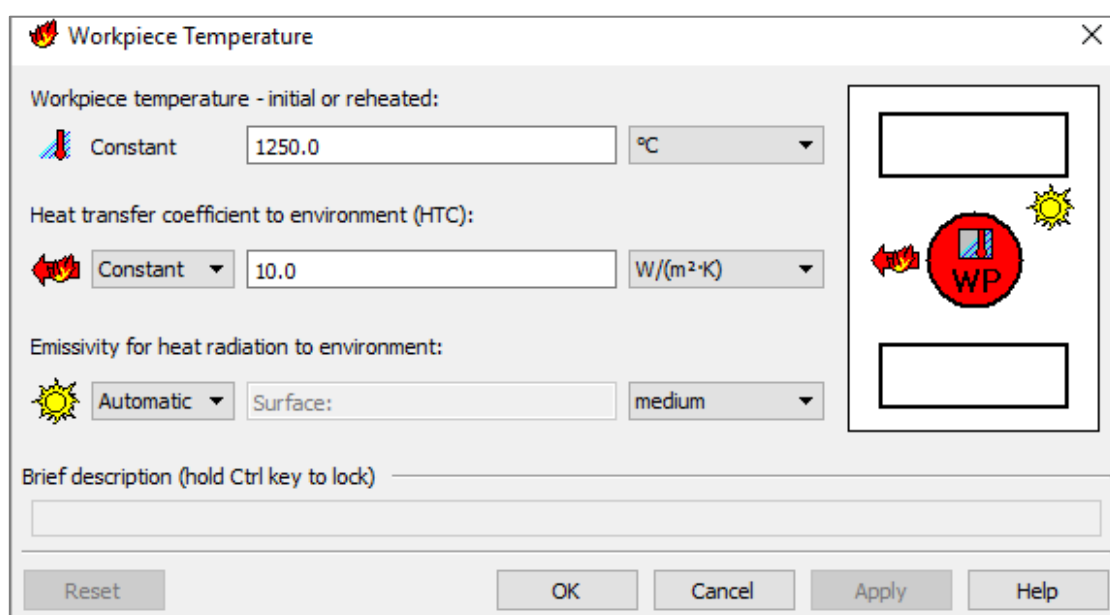 Workpiece Temperature
Workpiece temperature - initial or reheated:
Constant 1250.0 °C
Heat transfer coefficient to environment (HTC):
Constant 10.0 W/(m²·K)
WP
Emissivity for heat radiation to environment:
Automatic Surface: medium
Brief description (hold Ctrl key to lock)
Reset OK Cancel Apply Help